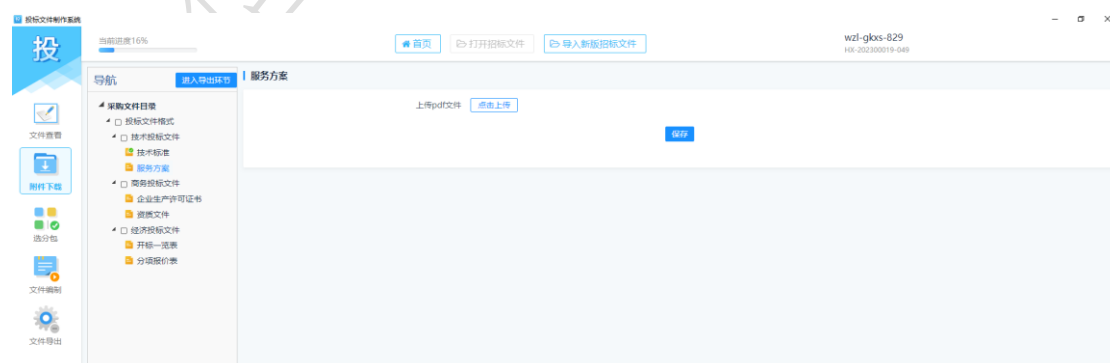 投标文件制作系统
投
当前进度16%
首页
打开招标文件
导入新版招标文件
wzl-gkxs-829
HX-202300019-049
文件查看
附件下载
选分包
文件编制
文件导出
导航
进入导出环节
采购文件目录
投标文件格式
技术投标文件
技术标准
服务方案
商务投标文件
企业生产许可证书
资质文件
经济投标文件
开标一览表
分项报价表
服务方案
上传pdf文件
点击上传
保存